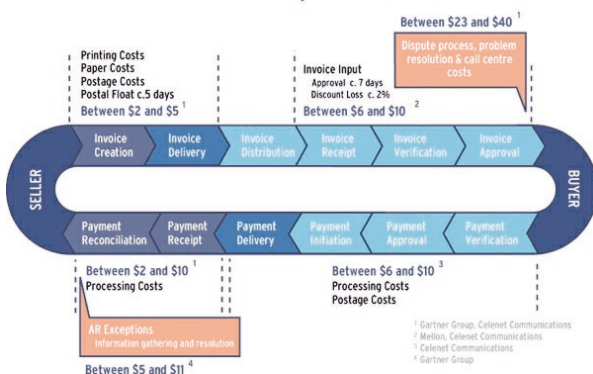 Between $23 and $40 1
Dispute process, problem
resolution & call centre
costs
Printing Costs
Paper Costs
Postage Costs
Postal Float c.5 days
Between $2 and $5 1
Invoice Input
Approval c. 7 days
Discount Loss c. 2%
Between $6 and $10 2
SELLER
Invoice
Creation
Invoice
Delivery
Invoice
Distribution
Invoice
Receipt
Invoice
Verification
Invoice
Approval
BUYER
Payment
Reconciliation
Payment
Receipt
Payment
Delivery
Payment
Initiation
Payment
Approval
Payment
Verification
Between $2 and $10 1
Processing Costs
Between $6 and $10 3
Processing Costs
Postage Costs
AR Exceptions
Information gathering and resolution
Between $5 and $11 4
1 Gartner Group, Celenet Communications
2 Mellon, Celenet Communications
3 Celenet Communications
4 Gartner Group